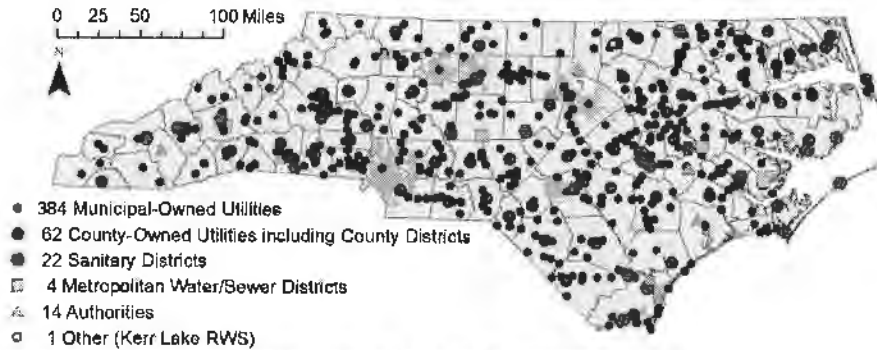 0 25 50 100 Miles
N
384 Municipal-Owned Utilities
62 County-Owned Utilities including County Districts
22 Sanitary Districts
4 Metropolitan Water/Sewer Districts
14 Authorities
1 Other (Kerr Lake RWS)